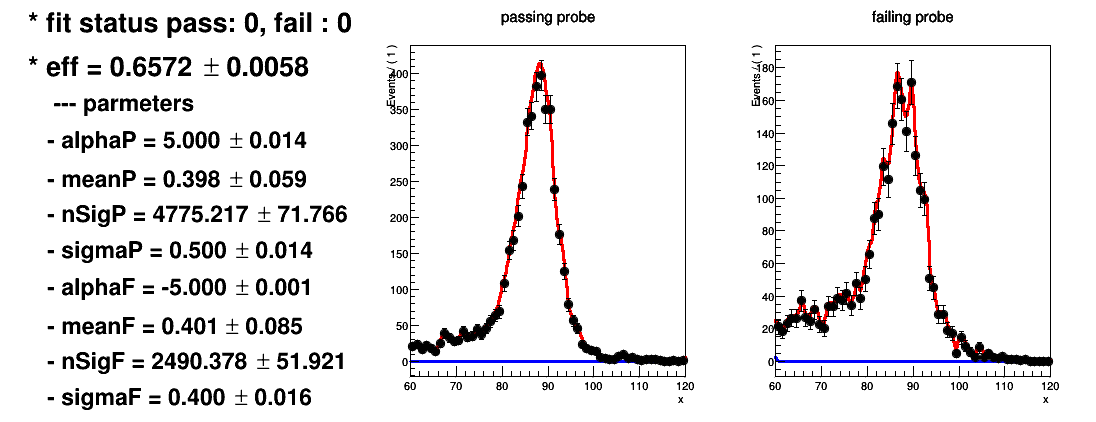 * fit status pass: 0, fail : 0
* eff = 0.6572 ± 0.0058
--- parmeters
- alphaP = 5.000 ± 0.014
- meanP = 0.398 ± 0.059
- nSigP = 4775.217 ± 71.766
- sigmaP = 0.500 ± 0.014
- alphaF = -5.000 ± 0.001
- meanF = 0.401 ± 0.085
- nSigF = 2490.378 ± 51.921
- sigmaF = 0.400 ± 0.016
passing probe
Events / ( 1 )
400
350
300
250
200
150
100
50
0
60 70 80 90 100 110 120
x
failing probe
Events / ( 1 )
180
160
140
120
100
80
60
40
20
0
60 70 80 90 100 110 120
x